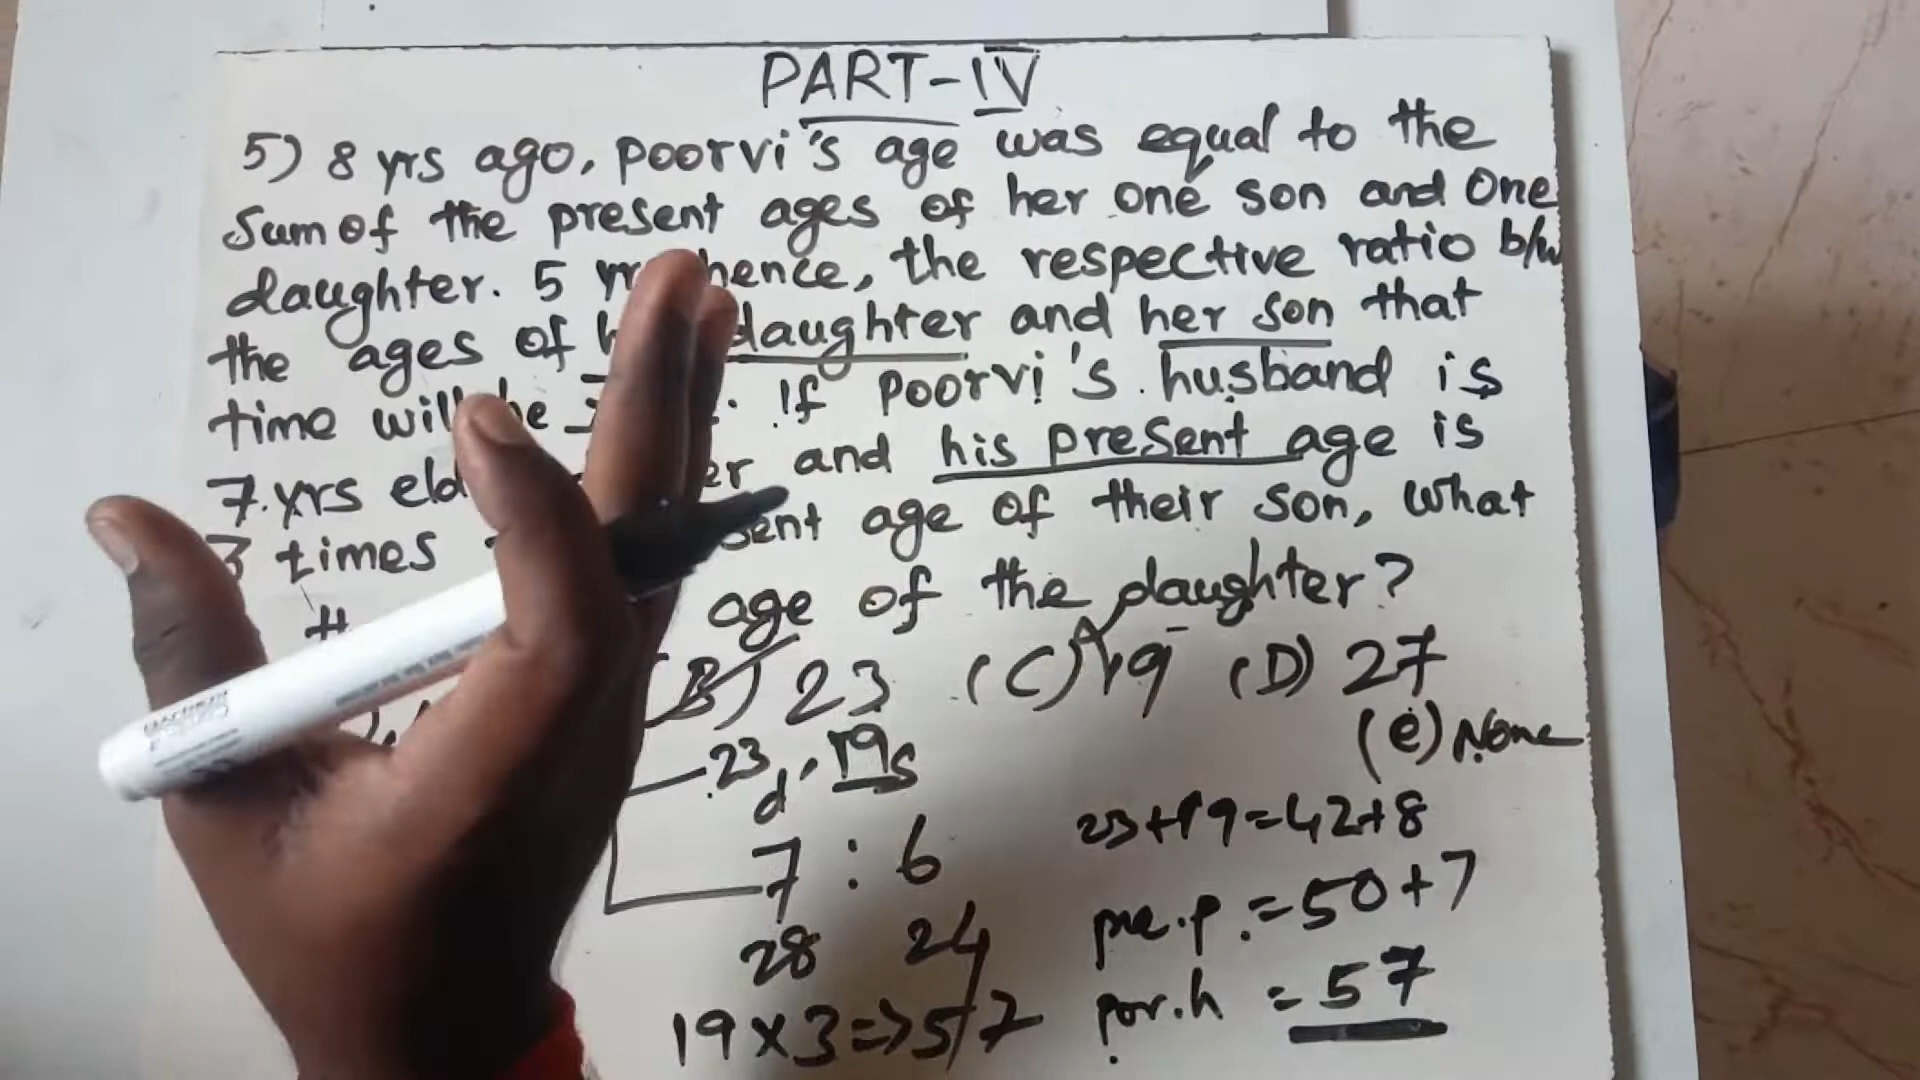 PART-IV
5) 8 yrs ago, poorvi's age was equal to the
Sum of the present ages of her one son and One
daughter. 5 hence, the respective ratio b/w
the ages of daughter and her son that
time will be If poorvi's husband is
7 yrs and his present age is
3 times age of their son, what
age of the daughter?
(B) 23 (C) 19 (D) 27
(e) None
23 d 19 s
7 : 6
28 24
19 x 3 => 57
23+19=42+8
pre.p. = 50+7
por.h = 57